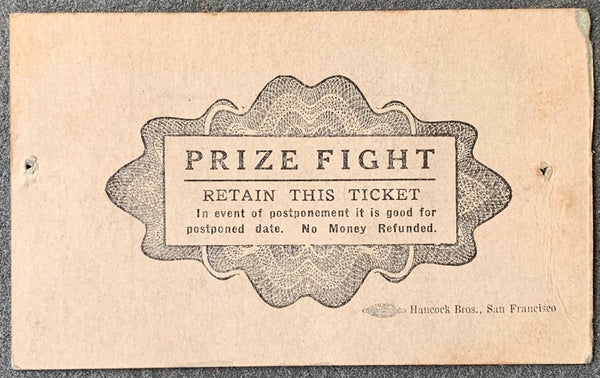 PRIZE FIGHT
RETAIN THIS TICKET
In event of postponement it is good for
postponed date. No Money Refunded.
Hancock Bros., San Francisco